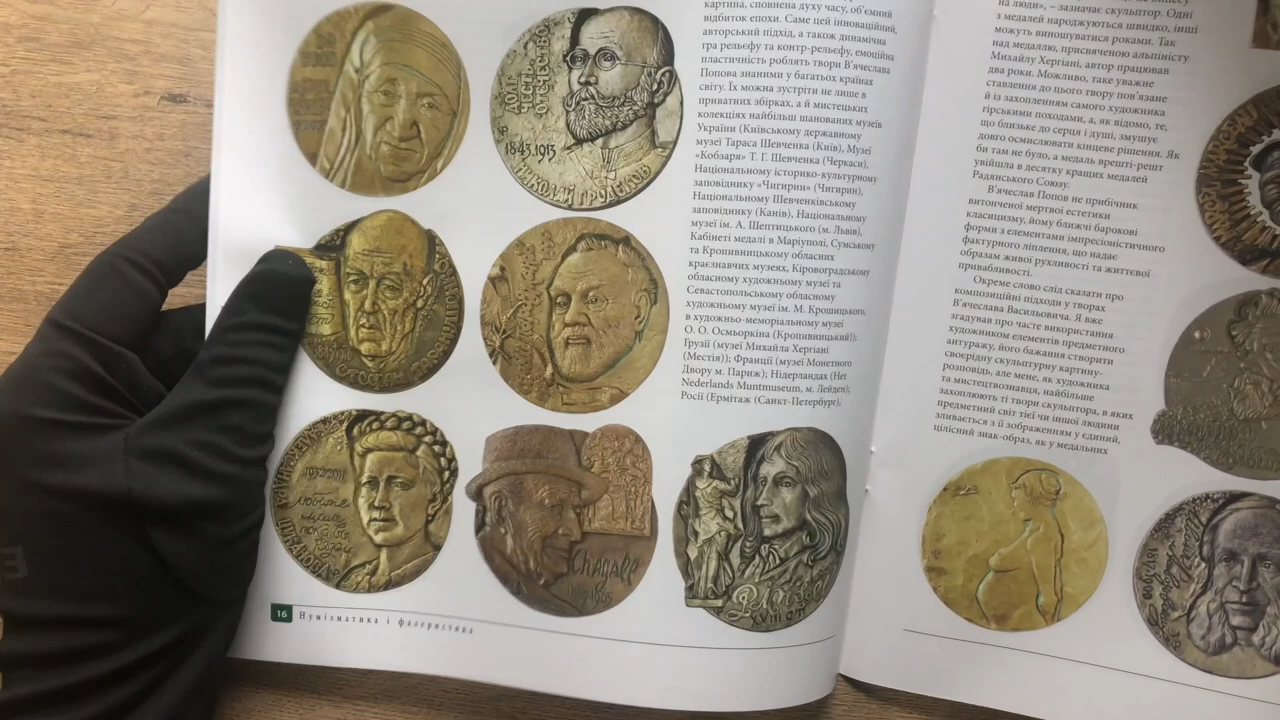 ДОЛГ
ЧЕСТЬ
ОТЕЧЕСТВО
1843.1913
Chagall
XVIII СТ
16 Нумізматика і фалеристика
картина, сповнена духу часу, об'ємний
відбиток епохи. Саме цей інноваційний,
авторський підхід, а також динамічна
гра рельєфу та контр-рельєфу, емоційна
пластичність роблять твори В'ячеслава
Попова знаними у багатьох країнах
світу. Їх можна зустріти не лише в
приватних збірках, а й мистецьких
колекціях найбільш шанованих музеїв
України (Київському державному
музеї Тараса Шевченка (Київ), Музеї
«Кобзаря» Т. Г. Шевченка (Черкаси),
Національному історико-культурному
заповіднику «Чигирин» (Чигирин),
Національному Шевченківському
заповіднику (Канів), Національному
музеї ім. А. Шептицького (м. Львів),
Кабінеті медалі в Маріуполі, Сумському
та Кропивницькому обласних
краєзнавчих музеях, Кіровоградському
обласному художньому музеї та
Севастопольському обласному
художньому музеї ім. М. Крошицького,
в художньо-меморіальному музеї
О. О. Осмьоркіна (Кропивницький));
Грузії (музеї Михайла Хергіані
(Местія)); Франції (музеї Монетного
Двору м. Париж); Нідерландах (Het
Nederlands Muntmuseum, м. Лейден);
Росії (Ермітаж (Санкт-Петербург),
на люди», – зазначає скульптор. Одні
з медалей народжуються швидко, інші
можуть виношуватися роками. Так
над медаллю, присвяченою альпіністу
Михайлу Хергіані, автор працював
два роки. Можливо, таке уважне
ставлення до цього твору пов'язане
й із захопленням самого художника
гірськими походами, а, як відомо, те,
що близьке до серця і душі, змушує
довго осмислювати кінцеве рішення. Як
би там не було, а медаль врешті-решт
увійшла в десятку кращих медалей
Радянського Союзу.
В'ячеслав Попов не прибічник
витонченої мертвої естетики
класицизму, йому ближчі барокові
форми з елементами імпресіоністичного
фактурного ліплення, що надає
образам живої рухливості та життєвої
привабливості.
Окреме слово слід сказати про
композиційні підходи у творах
В'ячеслава Васильовича. Я вже
згадував про часте використання
художником елементів предметного
антуражу, його бажання створити
своєрідну скульптурну картину-
розповідь, але мене, як художника
та мистецтвознавця, найбільше
захоплюють ті твори скульптора, в яких
предметний світ тієї чи іншої людини
зливається з її зображенням у єдиний,
цілісний знак-образ, як у медальних